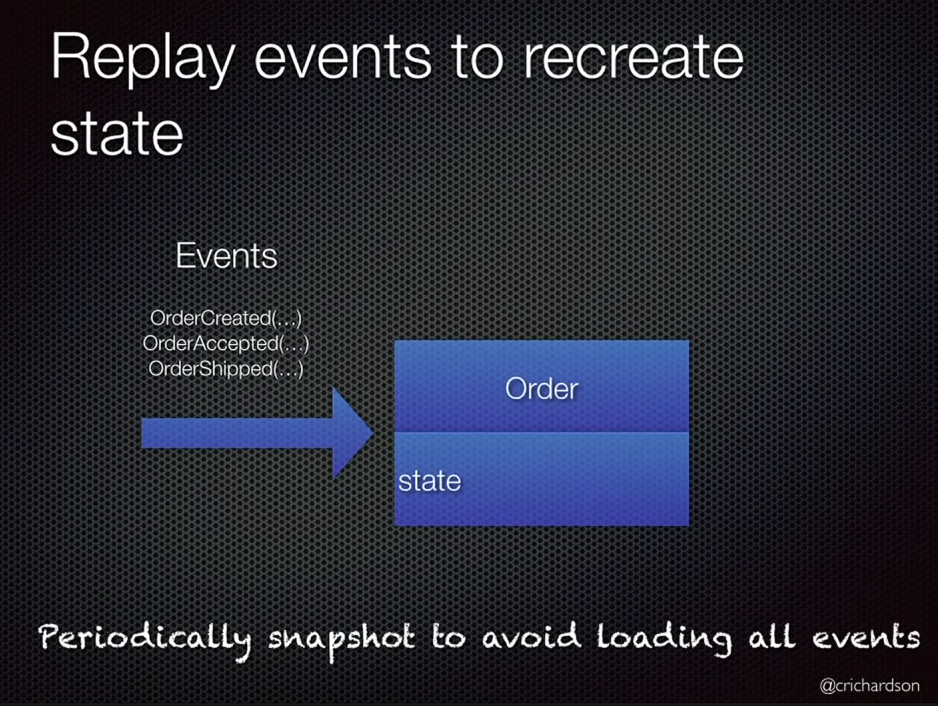 Replay events to recreate
state
Events
OrderCreated(…)
OrderAccepted(…)
OrderShipped(…)
Order
state
Periodically snapshot to avoid loading all events
@crichardson